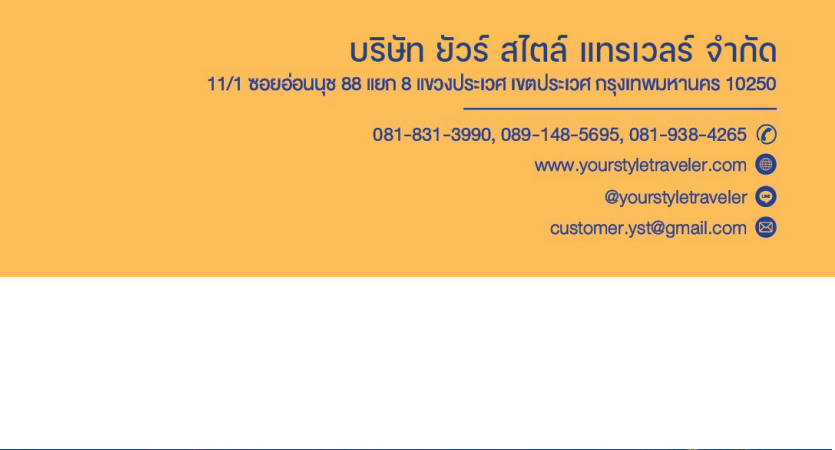 บริษัท ยัวร์ สไตล์ แทรเวลร์ จำกัด
11/1 ซอยอ่อนนุช 88 แยก 8 แขวงประเวศ เขตประเวศ กรุงเทพมหานคร 10250
081-831-3990, 089-148-5695, 081-938-4265
www.yourstyletraveler.com
@yourstyletraveler
customer.yst@gmail.com